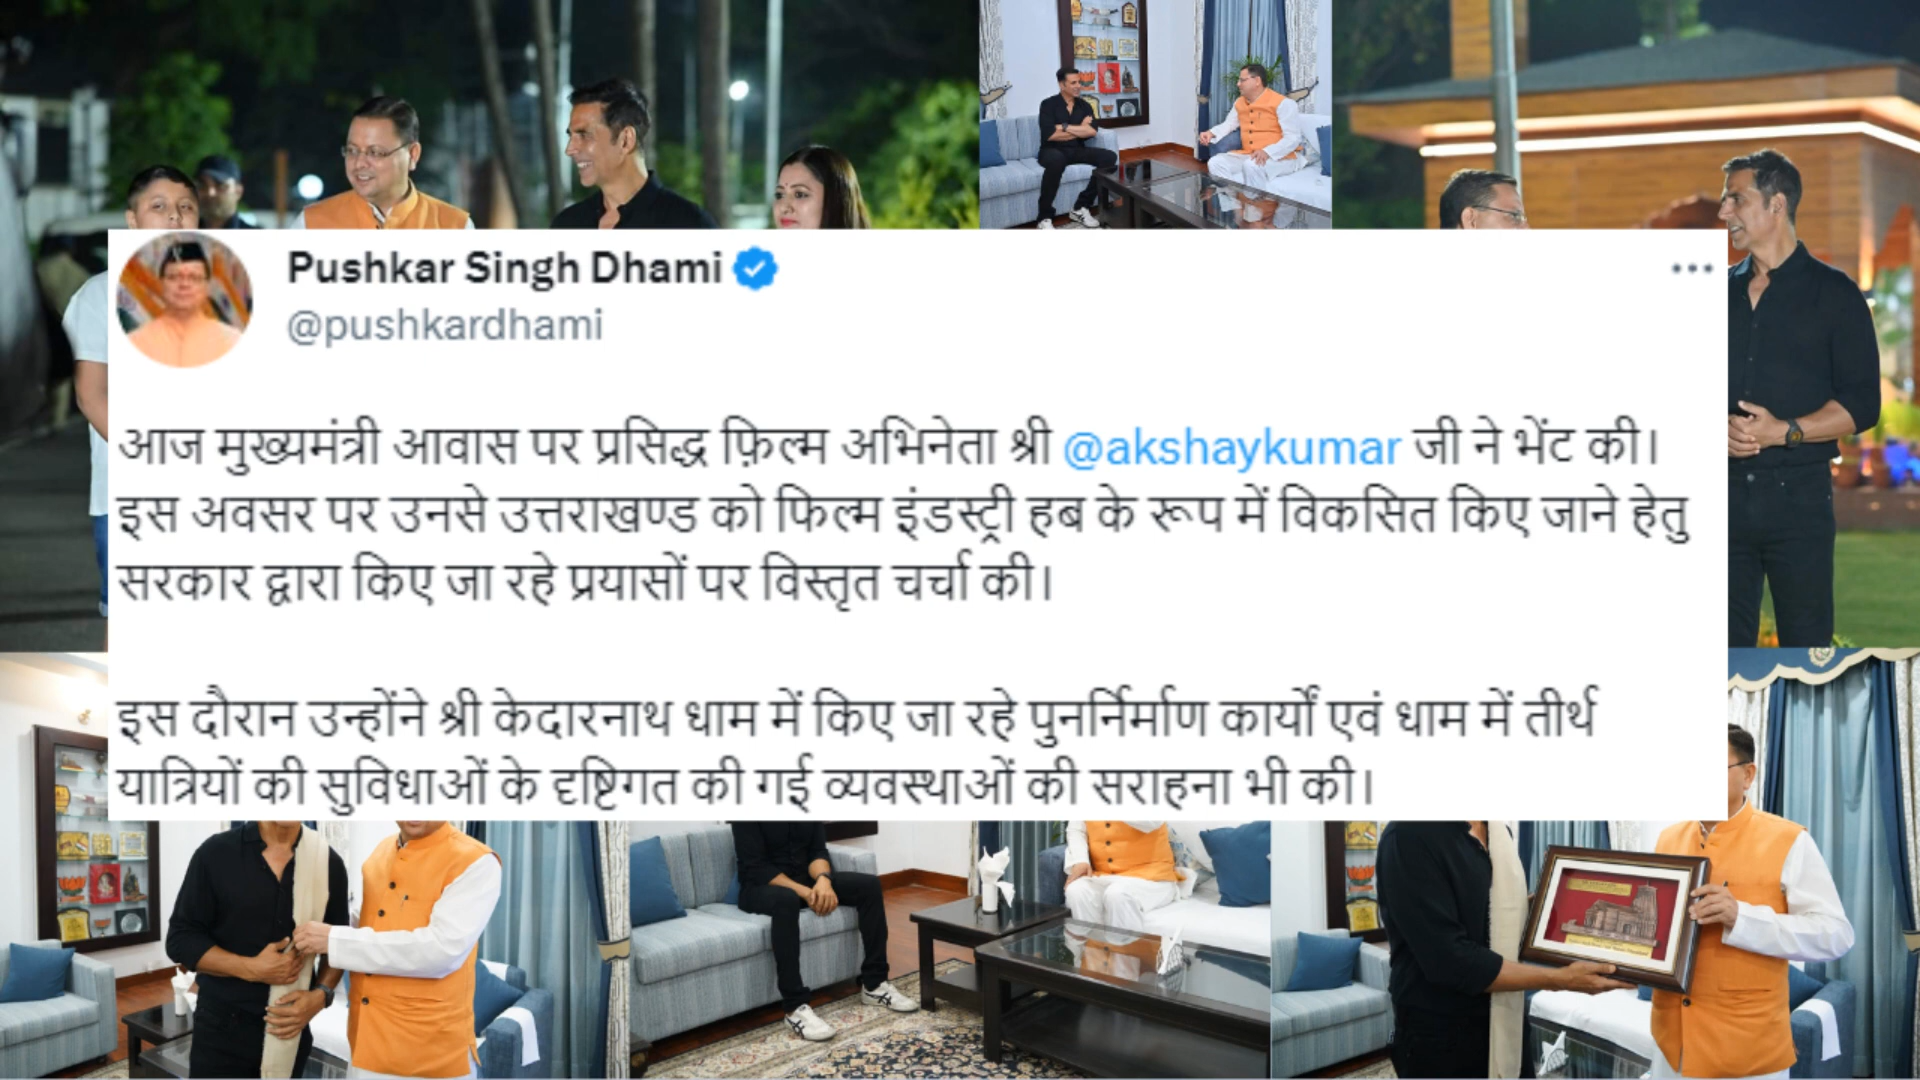 Pushkar Singh Dhami
@pushkardhami
आज मुख्यमंत्री आवास पर प्रसिद्ध फ़िल्म अभिनेता श्री @akshaykumar जी ने भेंट की।
इस अवसर पर उनसे उत्तराखण्ड को फिल्म इंडस्ट्री हब के रूप में विकसित किए जाने हेतु
सरकार द्वारा किए जा रहे प्रयासों पर विस्तृत चर्चा की।
इस दौरान उन्होंने श्री केदारनाथ धाम में किए जा रहे पुनर्निर्माण कार्यों एवं धाम में तीर्थ
यात्रियों की सुविधाओं के दृष्टिगत की गई व्यवस्थाओं की सराहना भी की।